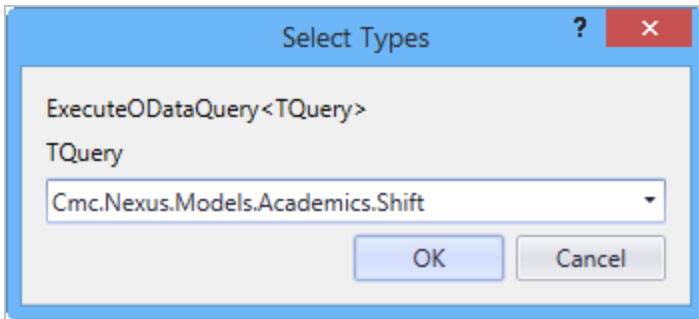 Select Types
?
ExecuteODataQuery<TQuery>
TQuery
Cmc.Nexus.Models.Academics.Shift
OK Cancel